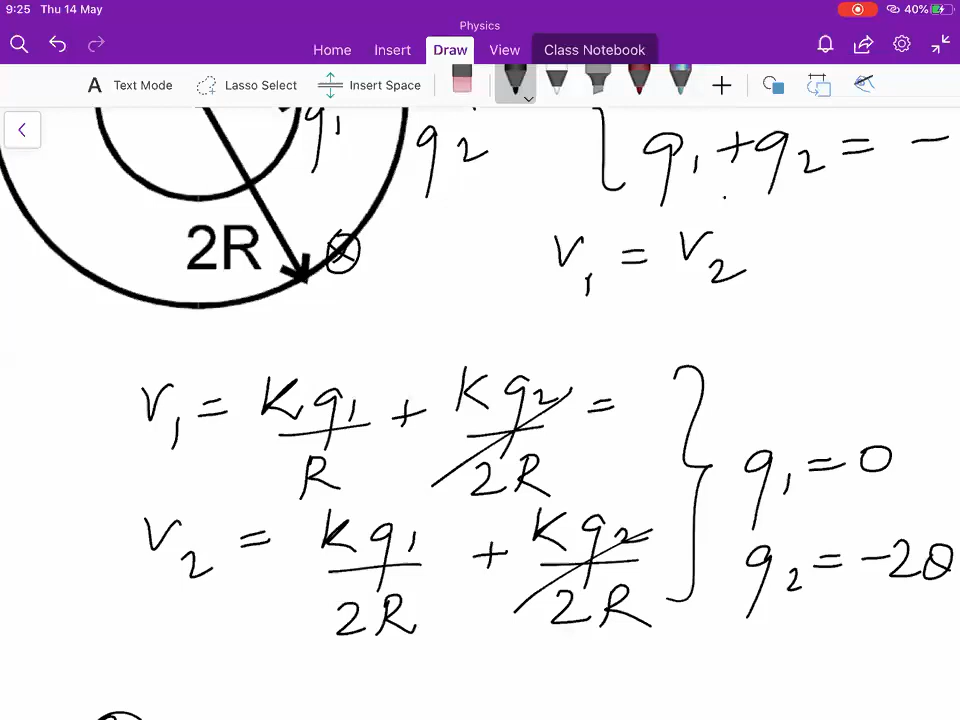 9:25 Thu 14 May
40%
Physics
Home Insert Draw View Class Notebook
A Text Mode Lasso Select Insert Space
q1 q2 { q1 + q2 = -
2R ⊗
V1 = V2
V1 = Kq1/R + Kq2/2R =
V2 = Kq1/2R + Kq2/2R
} q1 = 0
q2 = -2Q